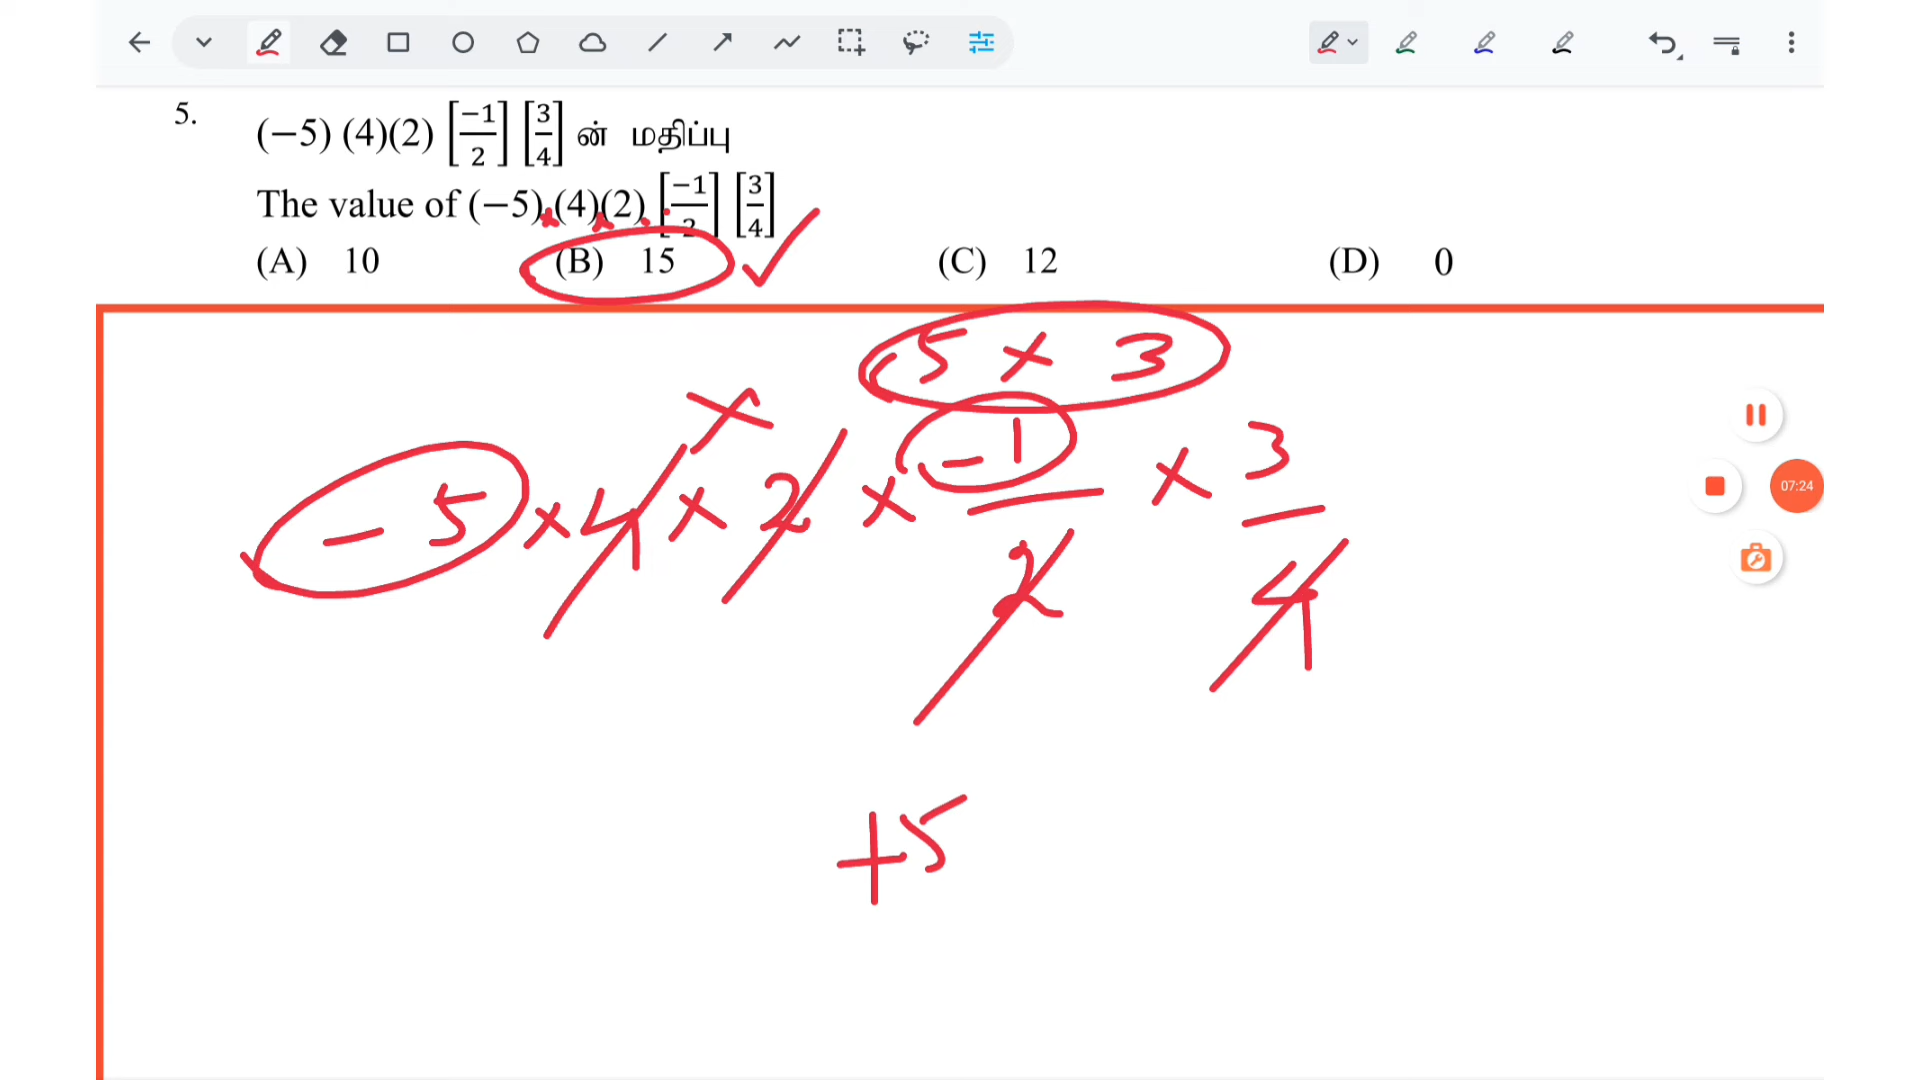 5.
(−5) (4)(2) [−1/2] [3/4] ன் மதிப்பு
The value of (−5) (4)(2) [−1/2] [3/4]
(A) 10 (B) 15 (C) 12 (D) 0
5 × 3
−5 × 4 × 2 × −1/2 × 3/4
+5
07:24